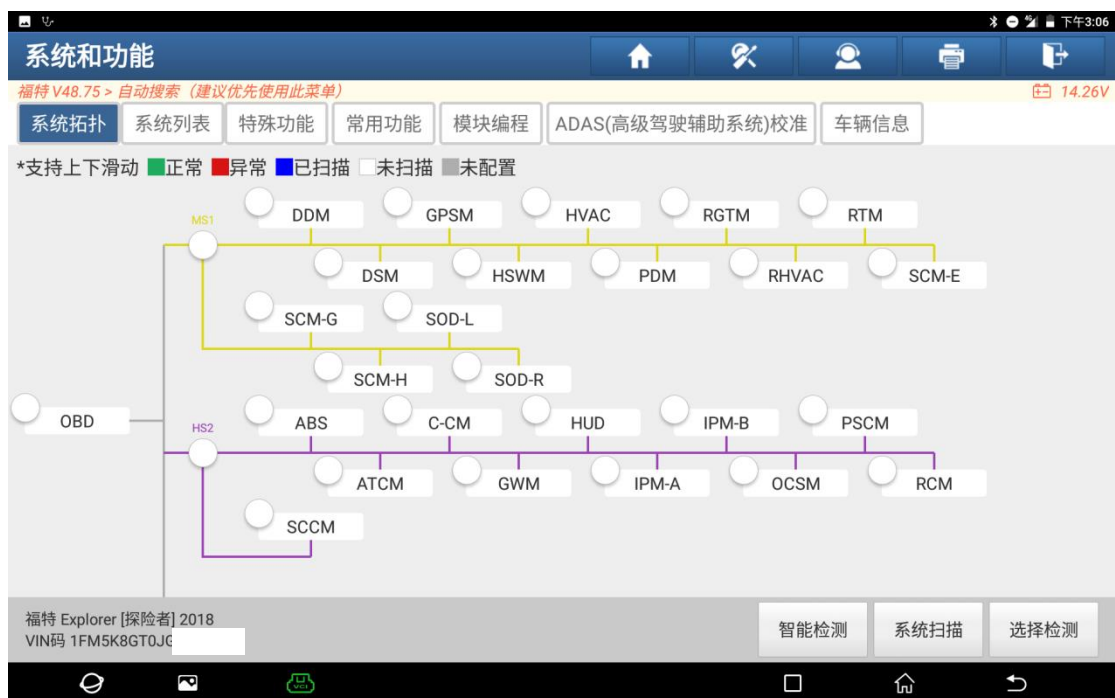 下午3:06
系统和功能
福特 V48.75 > 自动搜索（建议优先使用此菜单）
14.26V
系统拓扑 系统列表 特殊功能 常用功能 模块编程 ADAS(高级驾驶辅助系统)校准 车辆信息
*支持上下滑动 正常 异常 已扫描 未扫描 未配置
MS1 DDM GPSM HVAC RGTM RTM
DSM HSWM PDM RHVAC SCM-E
SCM-G SOD-L
SCM-H SOD-R
OBD HS2 ABS C-CM HUD IPM-B PSCM
ATCM GWM IPM-A OCSM RCM
SCCM
福特 Explorer [探险者] 2018
VIN码 1FM5K8GT0JG
智能检测 系统扫描 选择检测
VCI